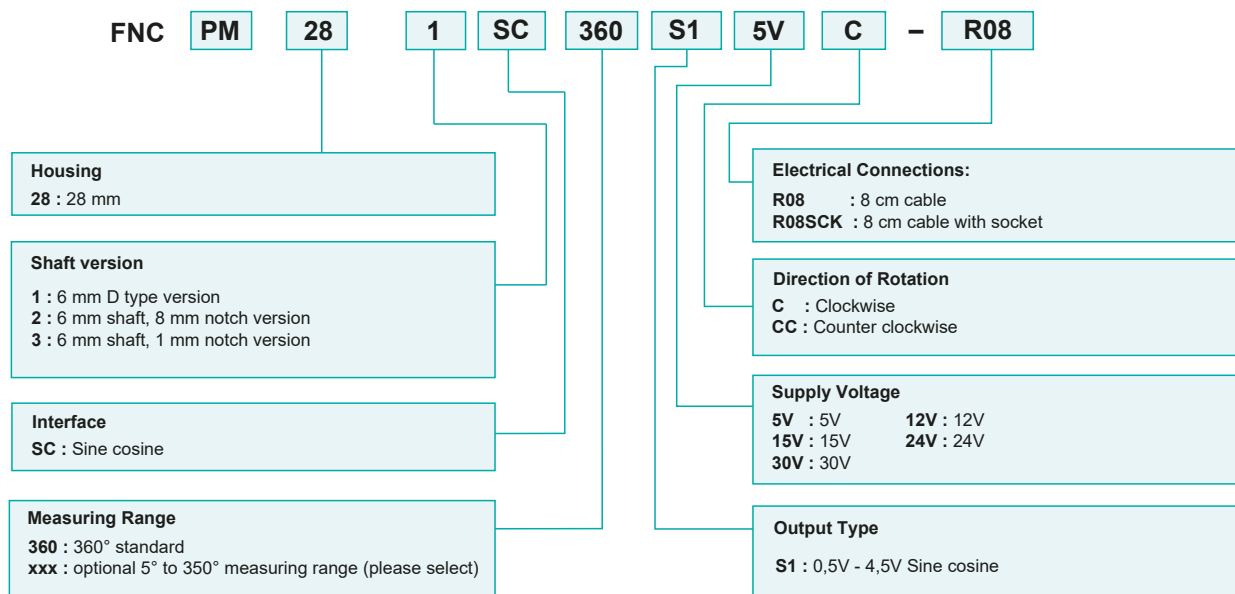 FNC PM 28 1 SC 360 S1 5V C – R08
Housing
28 : 28 mm
Shaft version
1 : 6 mm D type version
2 : 6 mm shaft, 8 mm notch version
3 : 6 mm shaft, 1 mm notch version
Interface
SC : Sine cosine
Measuring Range
360 : 360° standard
xxx : optional 5° to 350° measuring range (please select)
Electrical Connections:
R08 : 8 cm cable
R08SCK : 8 cm cable with socket
Direction of Rotation
C : Clockwise
CC : Counter clockwise
Supply Voltage
5V : 5V 12V : 12V
15V : 15V 24V : 24V
30V : 30V
Output Type
S1 : 0,5V - 4,5V Sine cosine